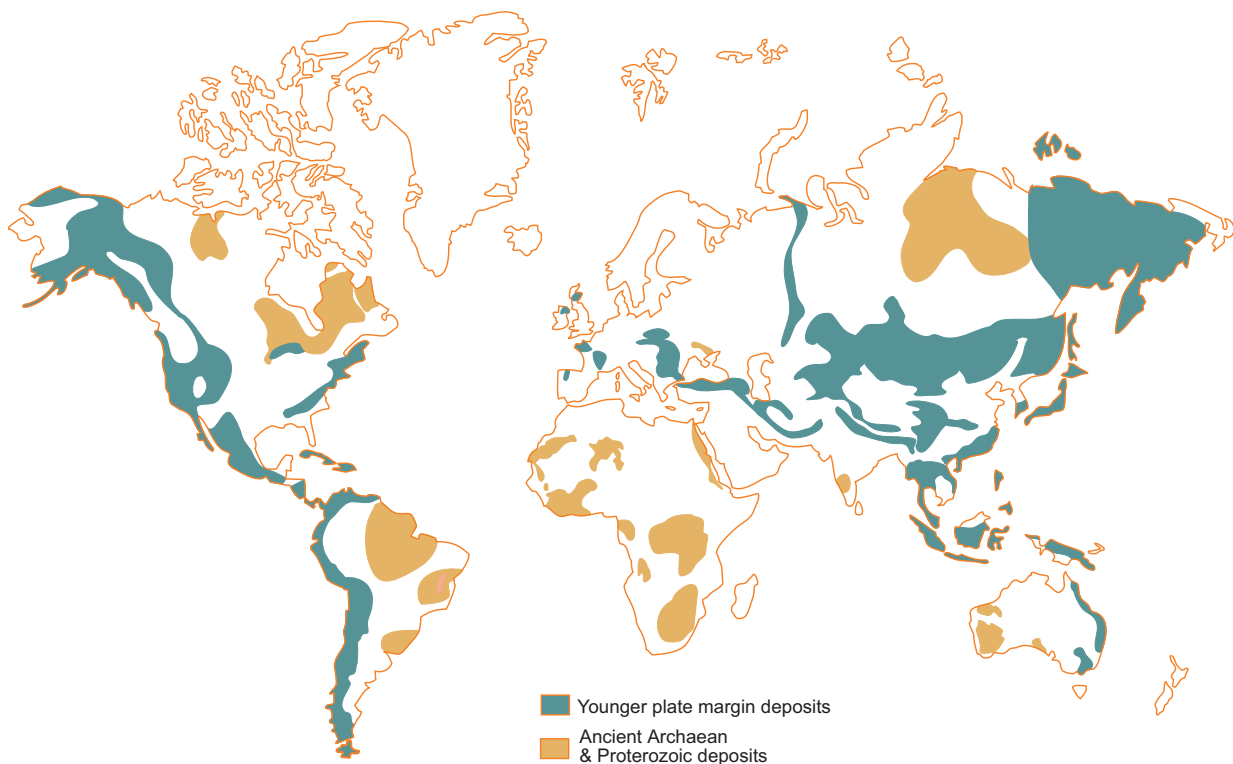 Younger plate margin deposits
Ancient Archaean
& Proterozoic deposits